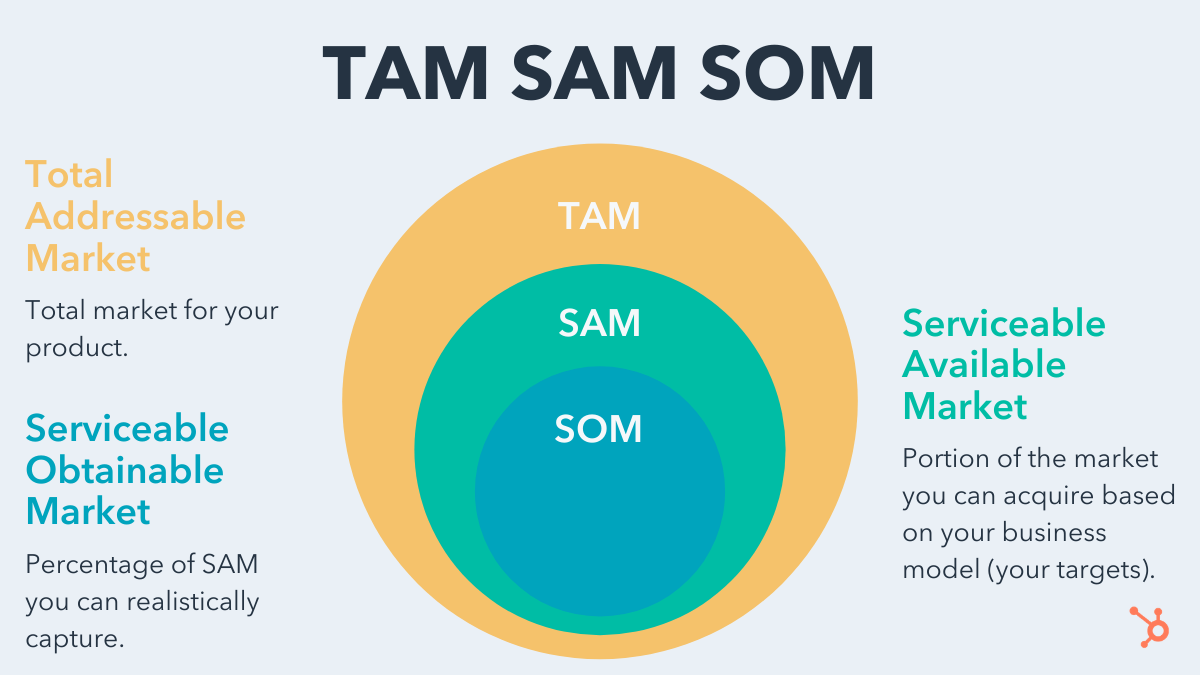 TAM SAM SOM
Total
Addressable
Market
Total market for your
product.
Serviceable
Obtainable
Market
Percentage of SAM
you can realistically
capture.
TAM
SAM
SOM
Serviceable
Available
Market
Portion of the market
you can acquire based
on your business
model (your targets).